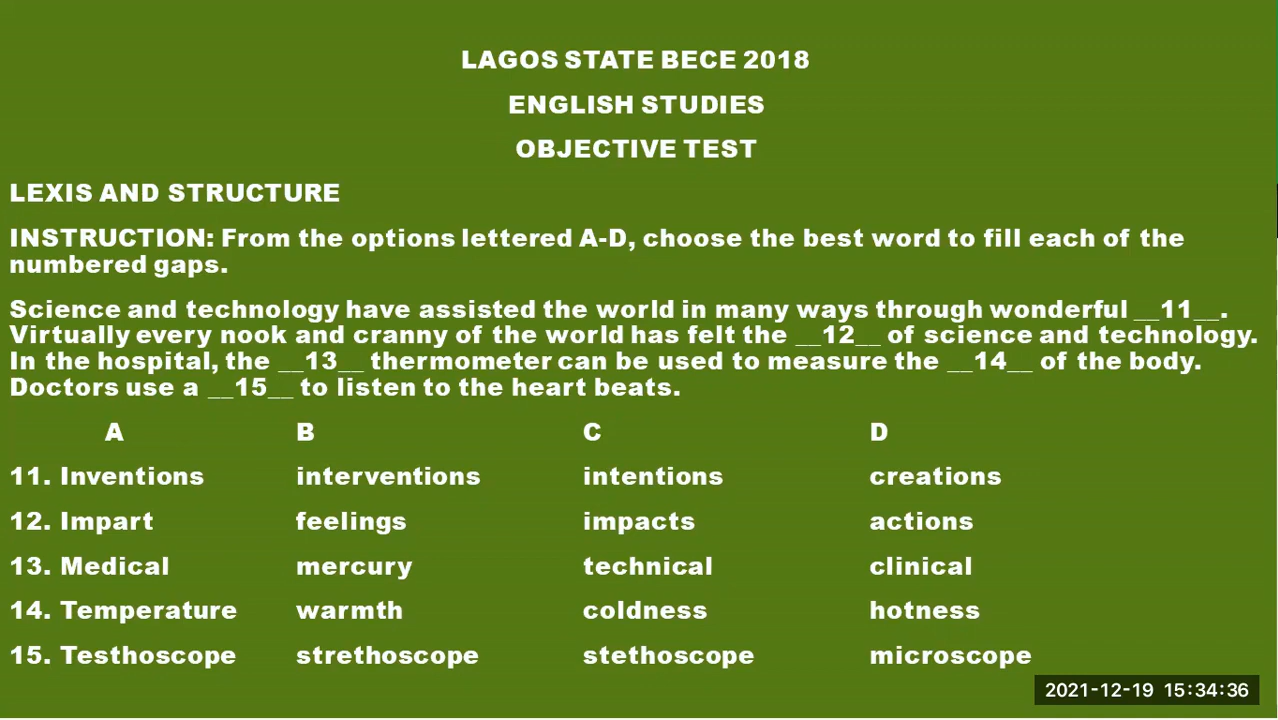 LAGOS STATE BECE 2018
ENGLISH STUDIES
OBJECTIVE TEST
LEXIS AND STRUCTURE
INSTRUCTION: From the options lettered A-D, choose the best word to fill each of the
numbered gaps.
Science and technology have assisted the world in many ways through wonderful __11__.
Virtually every nook and cranny of the world has felt the __12__ of science and technology.
In the hospital, the __13__ thermometer can be used to measure the __14__ of the body.
Doctors use a __15__ to listen to the heart beats.
A B C D
11. Inventions interventions intentions creations
12. Impart feelings impacts actions
13. Medical mercury technical clinical
14. Temperature warmth coldness hotness
15. Testhoscope strethoscope stethoscope microscope
2021-12-19 15:34:36